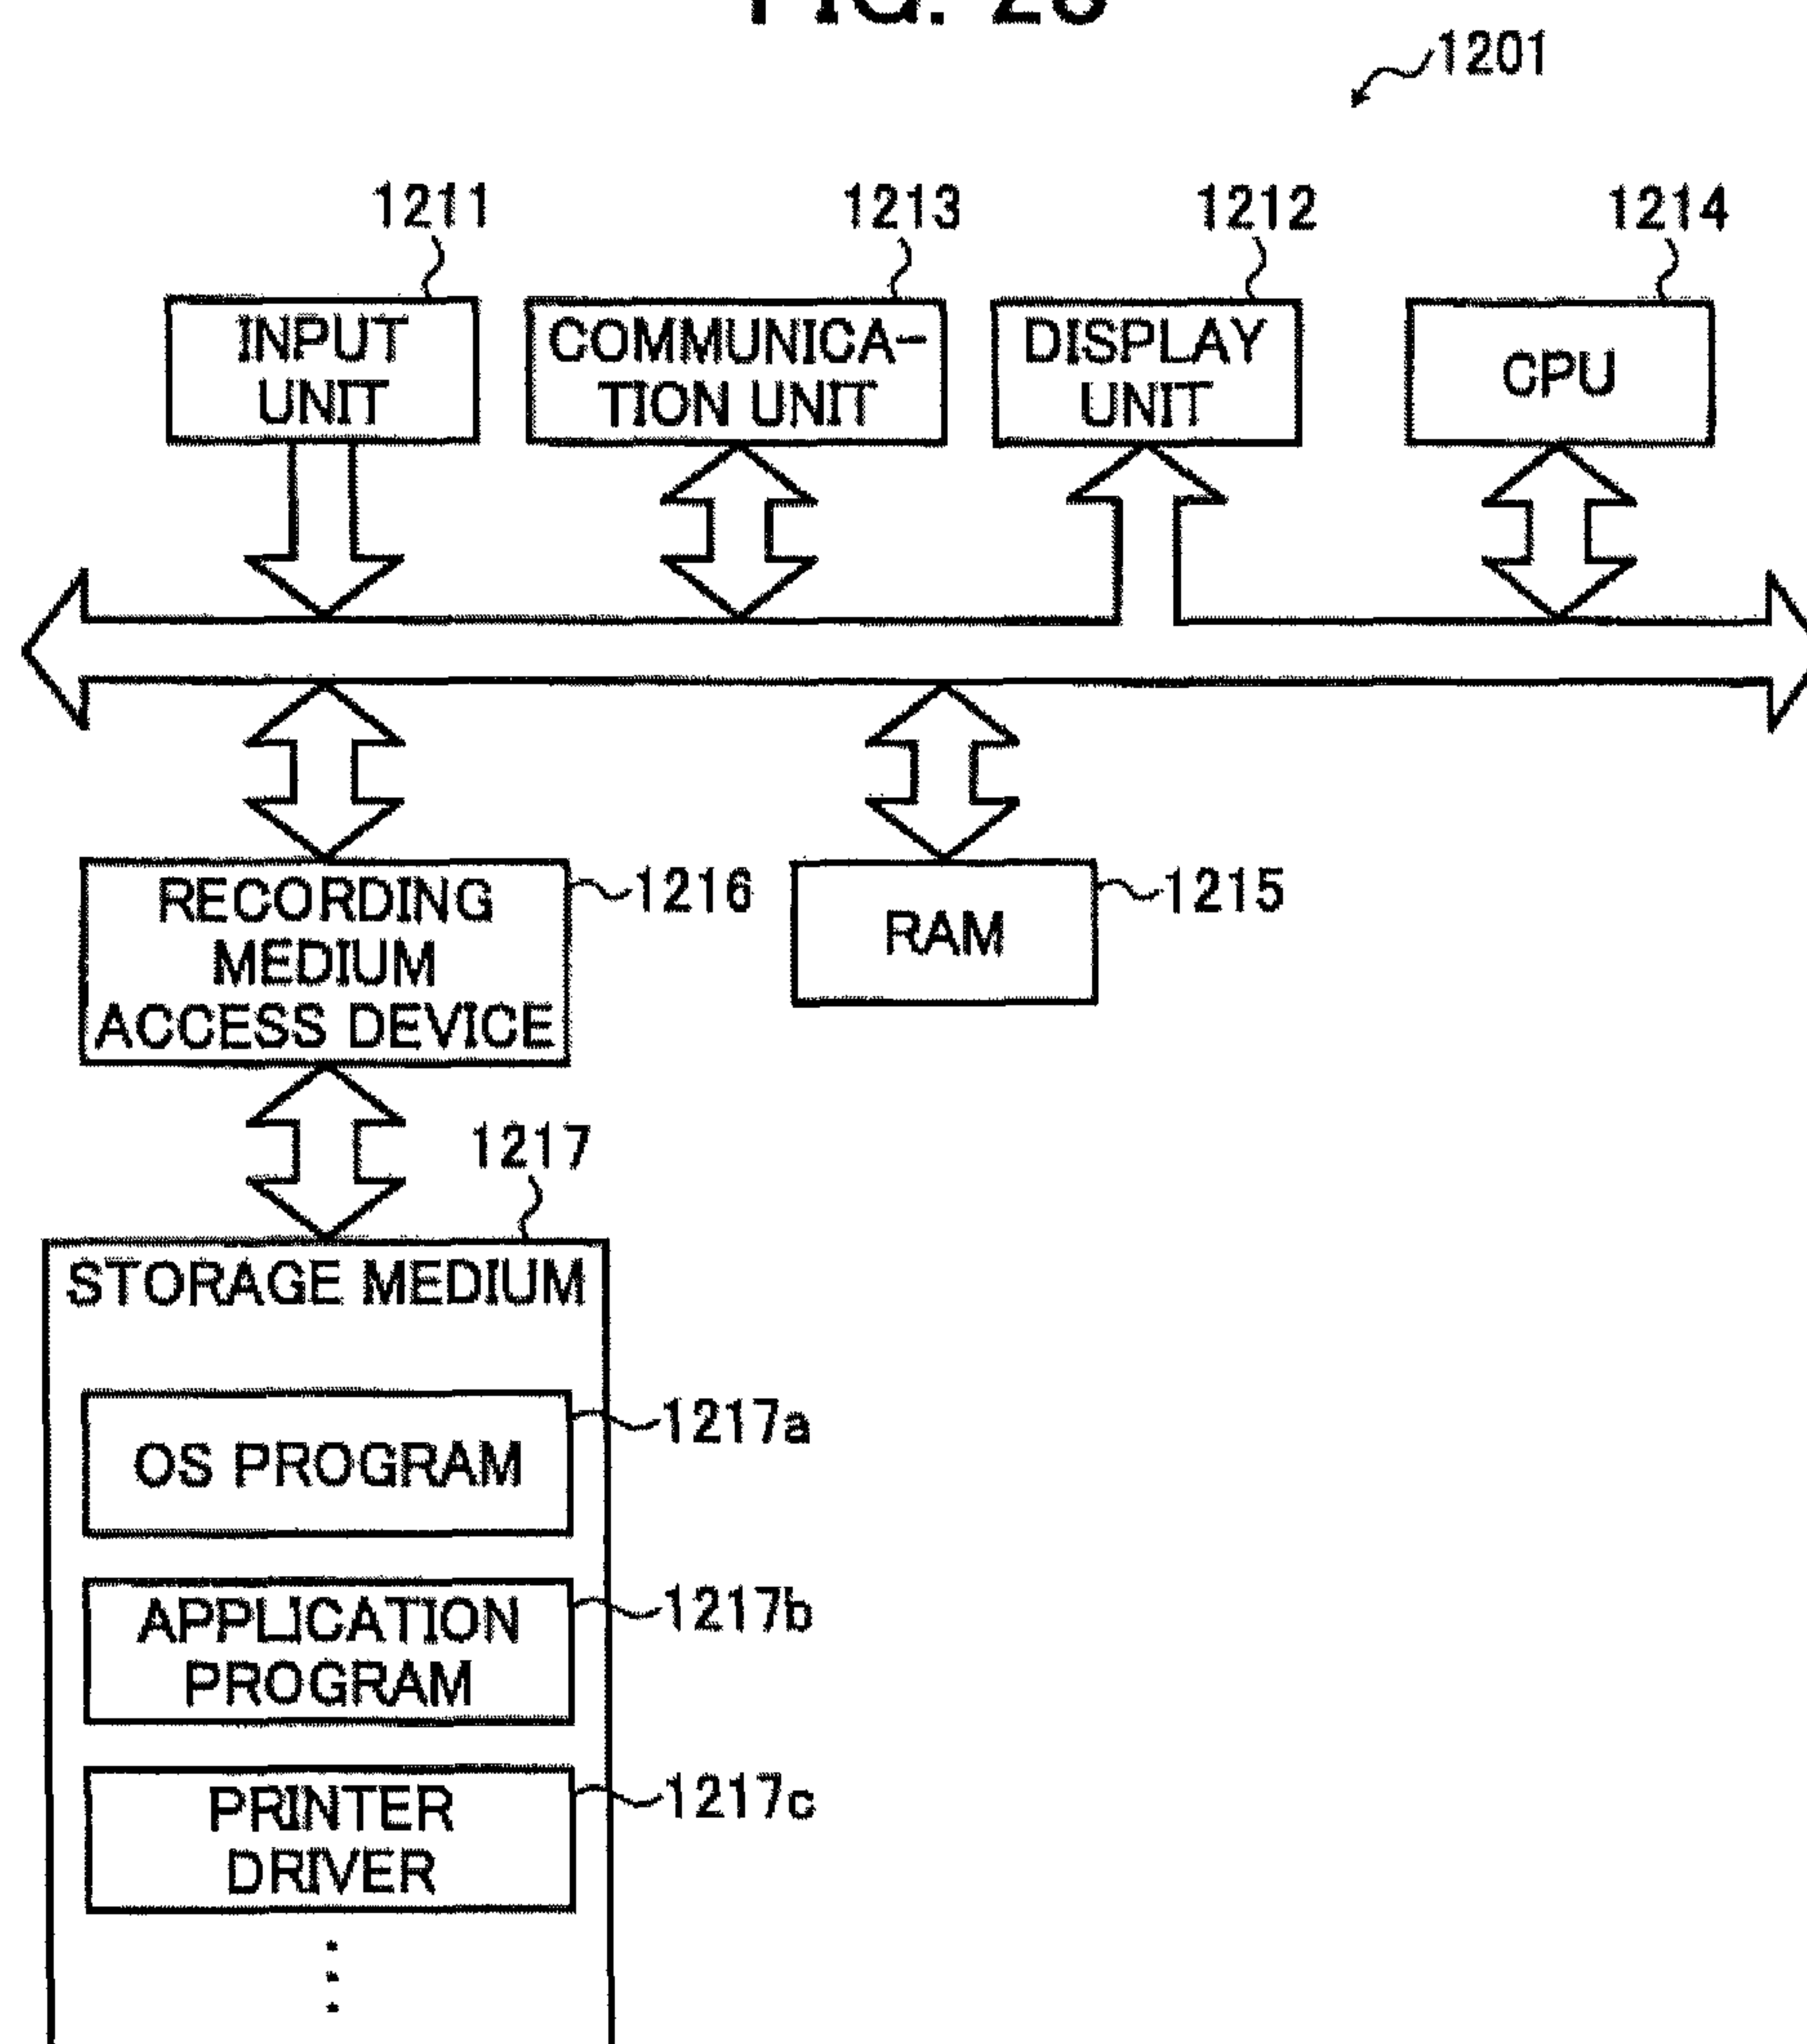 FIG.
1201
1211
1213
1212
1214
INPUT
UNIT
COMMUNICA-
TION UNIT
DISPLAY
UNIT
CPU
RECORDING
MEDIUM
ACCESS DEVICE
1216
RAM
1215
1217
STORAGE MEDIUM
OS PROGRAM
1217a
APPLICATION
PROGRAM
1217b
PRINTER
DRIVER
1217c